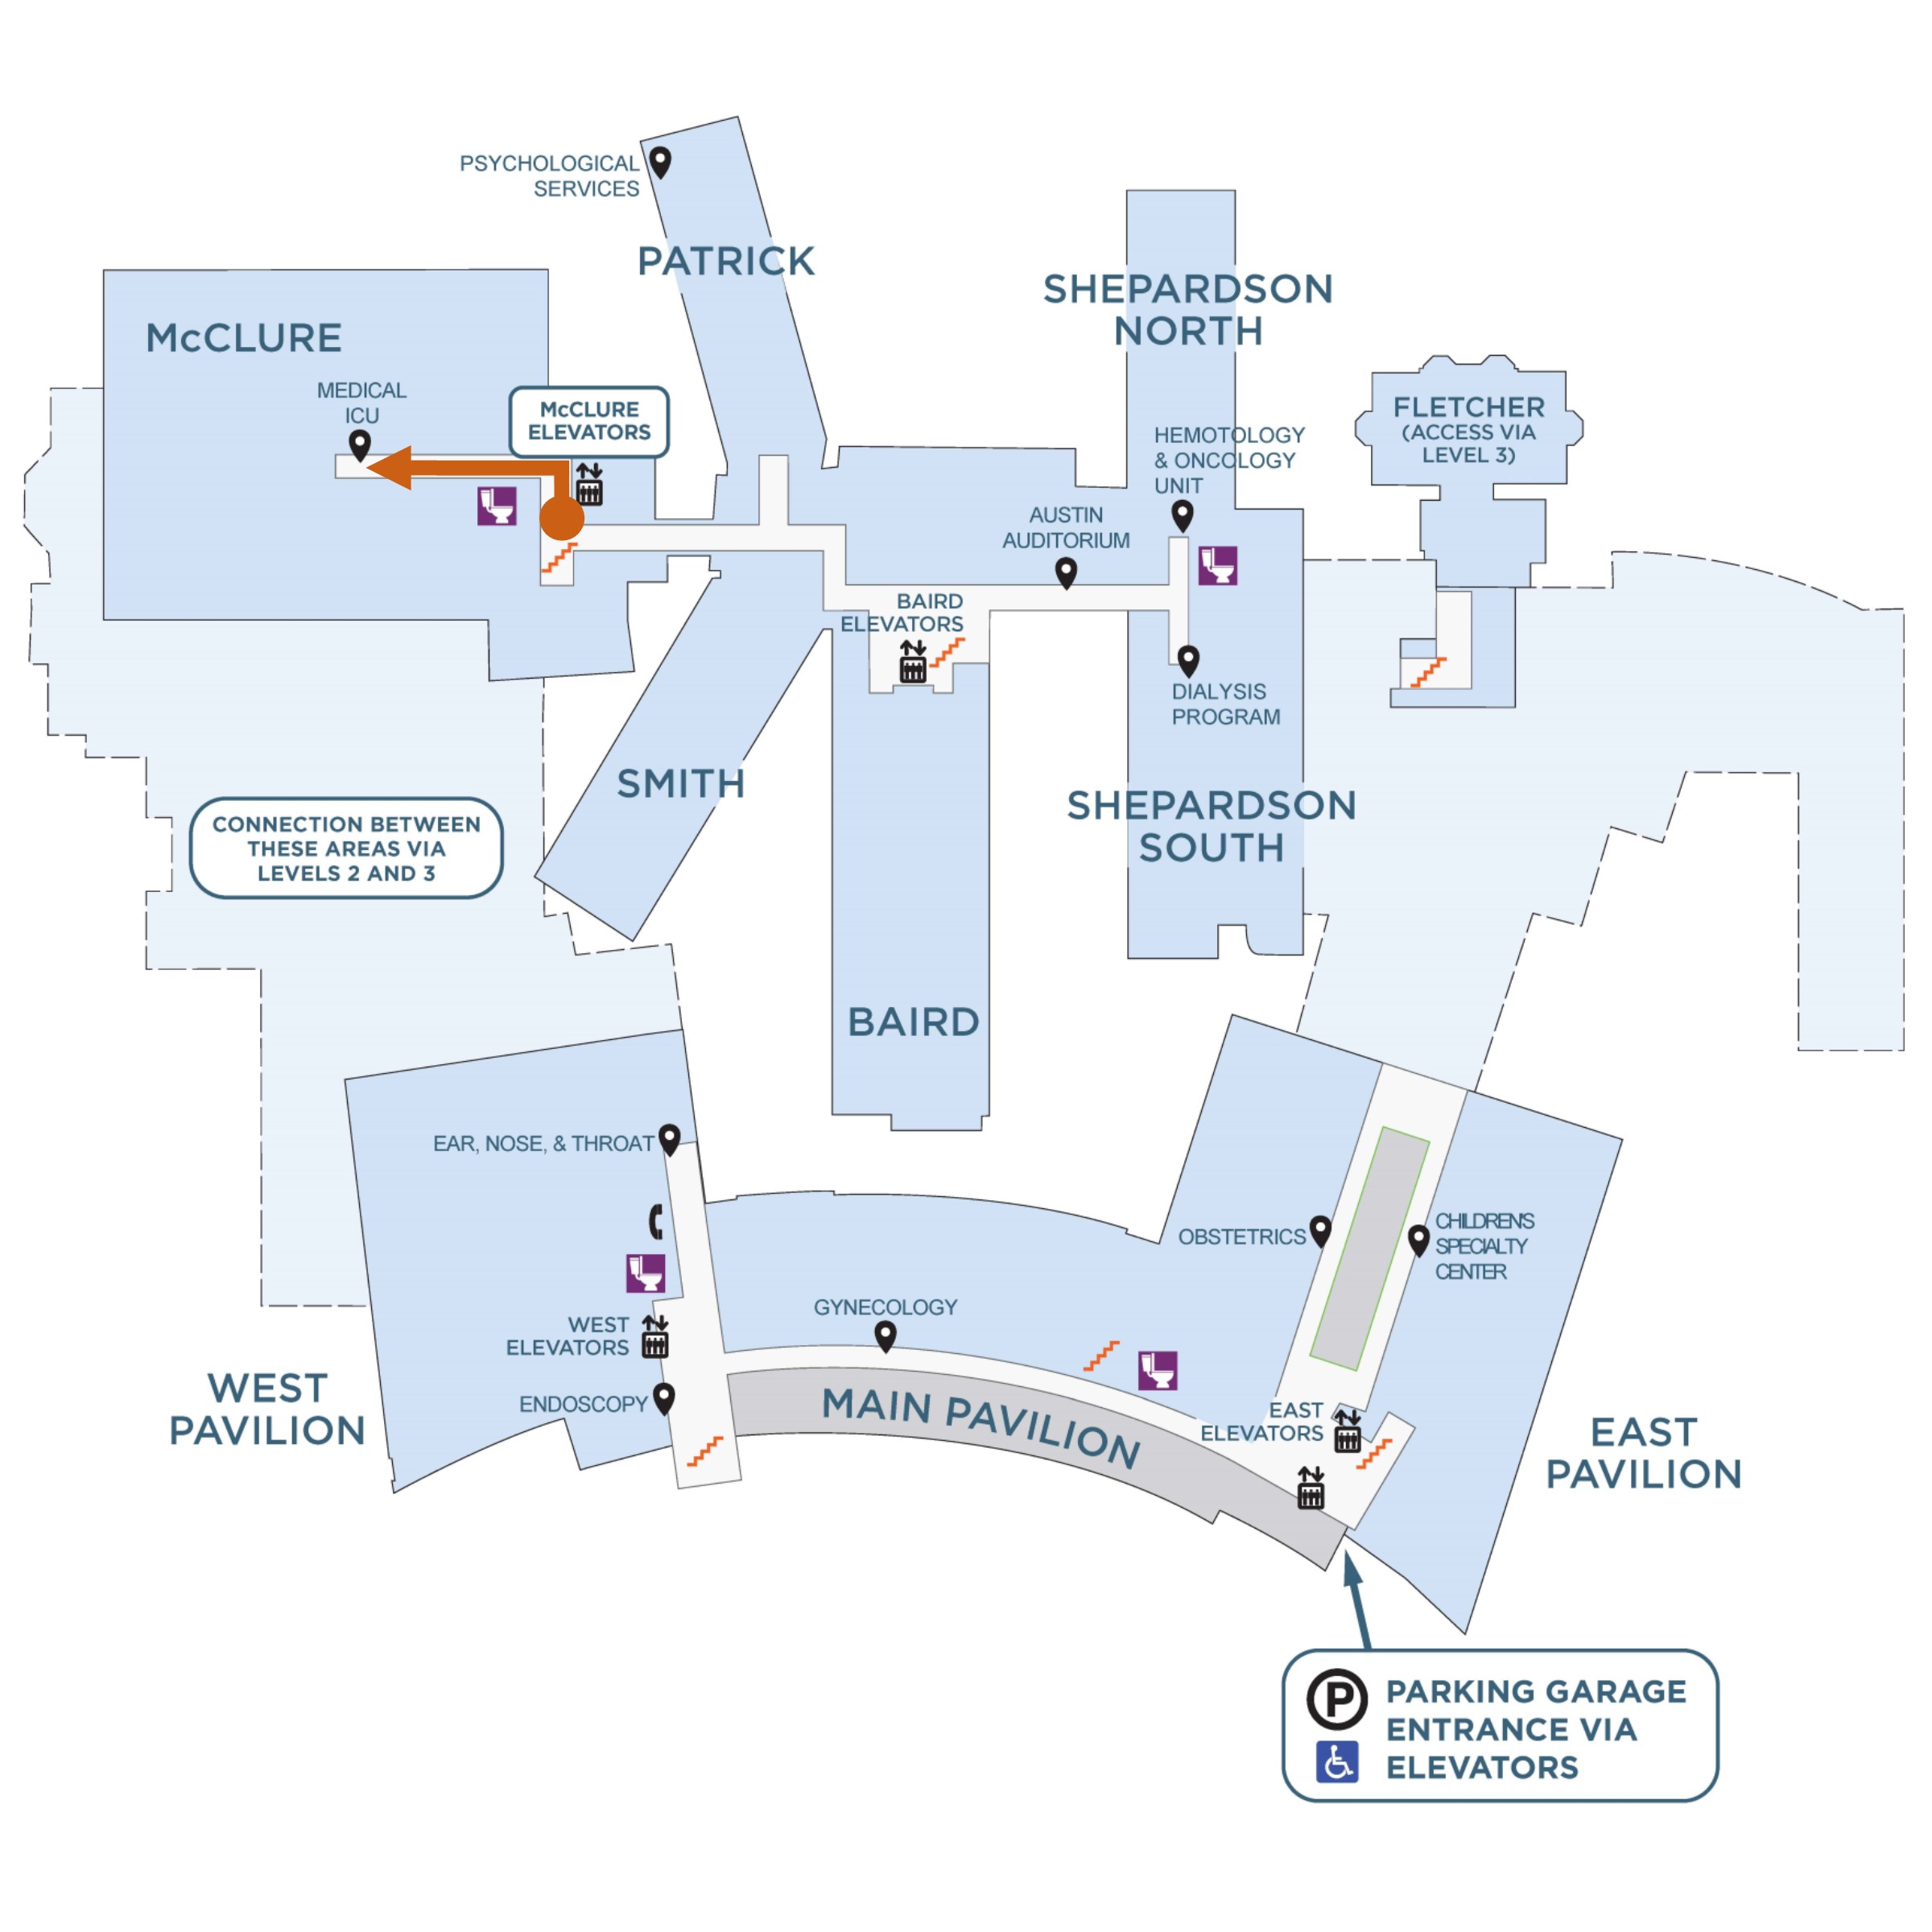 PSYCHOLOGICAL
SERVICES
PATRICK
SHEPARDSON
NORTH
McCLURE
MEDICAL
ICU
McCLURE
ELEVATORS
FLETCHER
(ACCESS VIA
LEVEL 3)
HEMOTOLOGY
& ONCOLOGY
UNIT
AUSTIN
AUDITORIUM
BAIRD
ELEVATORS
DIALYSIS
PROGRAM
SMITH
SHEPARDSON
SOUTH
CONNECTION BETWEEN
THESE AREAS VIA
LEVELS 2 AND 3
BAIRD
EAR, NOSE, & THROAT
OBSTETRICS
CHILDREN'S
SPECIALTY
CENTER
GYNECOLOGY
WEST
ELEVATORS
ENDOSCOPY
WEST
PAVILION
MAIN PAVILION
EAST
ELEVATORS
EAST
PAVILION
P
PARKING GARAGE
ENTRANCE VIA
ELEVATORS